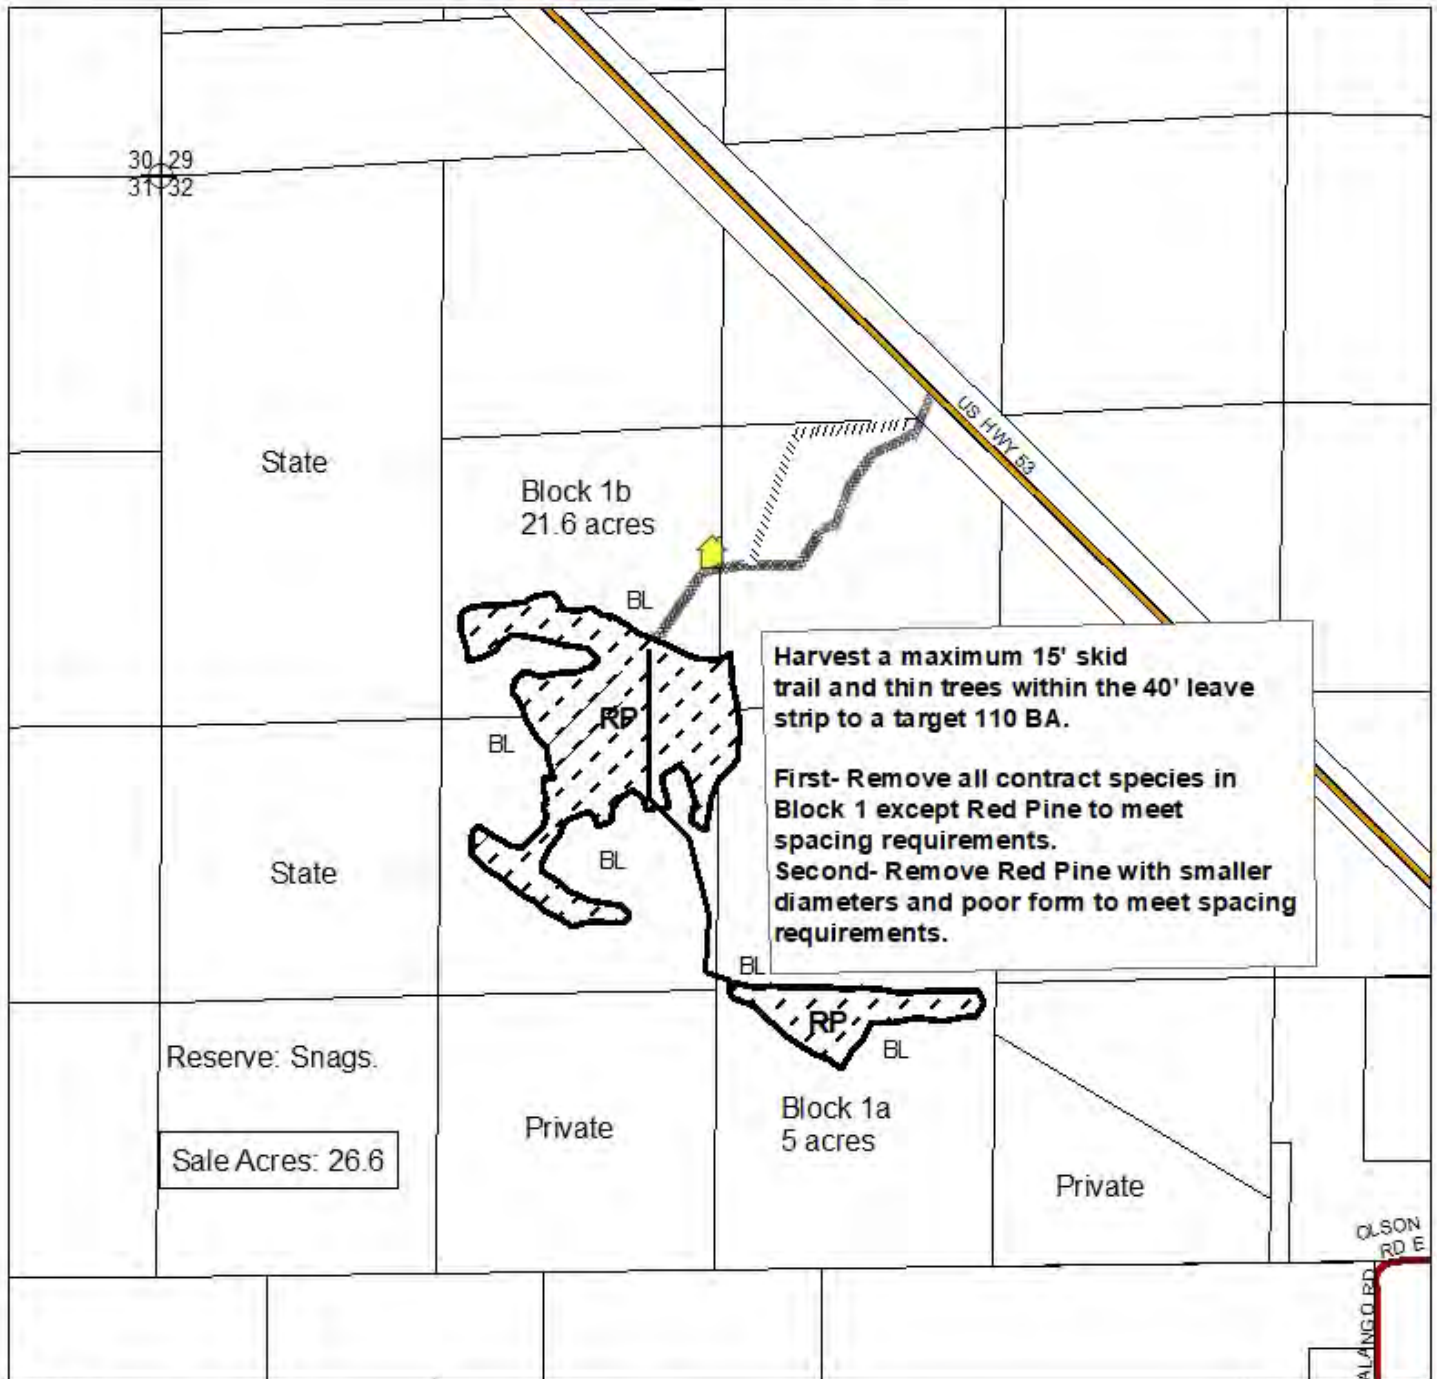 30 29
31 32
US HWY 53
State
Block 1b
21.6 acres
BL
Harvest a maximum 15' skid
trail and thin trees within the 40' leave
strip to a target 110 BA.
First- Remove all contract species in
Block 1 except Red Pine to meet
spacing requirements.
Second- Remove Red Pine with smaller
diameters and poor form to meet spacing
requirements.
RP
BL
BL
State
BL
RP
BL
Reserve: Snags.
Block 1a
5 acres
Private
Sale Acres: 26.6
Private
OLSON
RD E
ALANGO RD